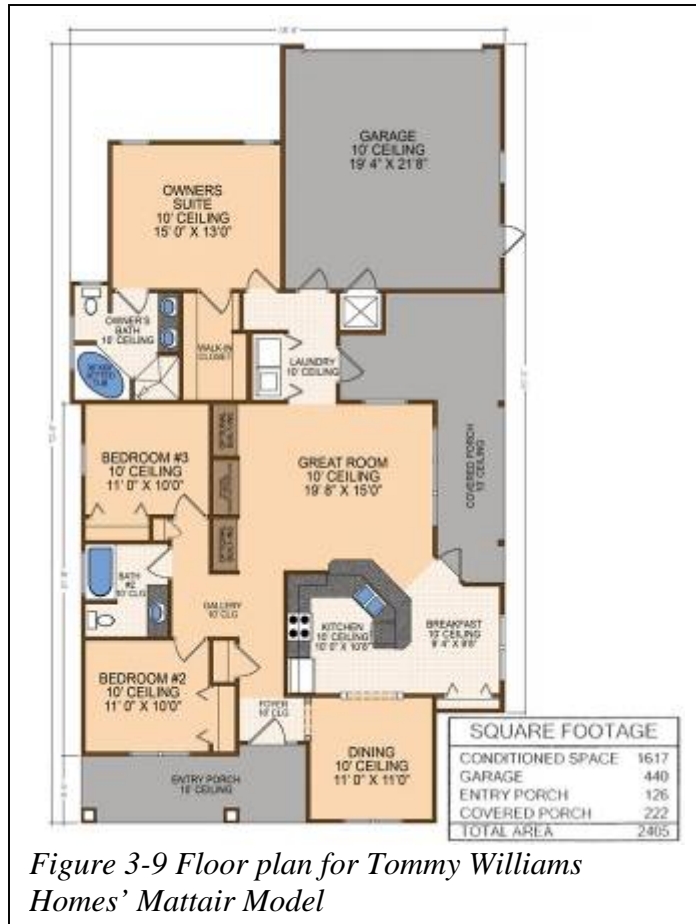 GARAGE
10' CEILING
19' 4" X 21'8"
OWNERS
SUITE
10' CEILING
15' 0" X 13'0"
OWNER'S
BATH
10' CEILING
WALK-IN
CLOSET
LAUNDRY
10' CEILING
BEDROOM #3
10' CEILING
11' 0" X 10'0"
GREAT ROOM
10' CEILING
19' 8" X 15'0"
COVERED PORCH
10' CEILING
BATH
#2
10' CLG
GALLERY
10' CLG
KITCHEN
10' CEILING
10' 0" X 10'6"
BREAKFAST
10' CEILING
BEDROOM #2
10' CEILING
11' 0" X 10'0"
FOYER
10' CLG
DINING
10' CEILING
11' 0" X 11'0"
ENTRY PORCH
10' CEILING
SQUARE FOOTAGE
CONDITIONED SPACE 1617
GARAGE 440
ENTRY PORCH 126
COVERED PORCH 222
TOTAL AREA 2405
Figure 3-9 Floor plan for Tommy Williams
Homes' Mattair Model